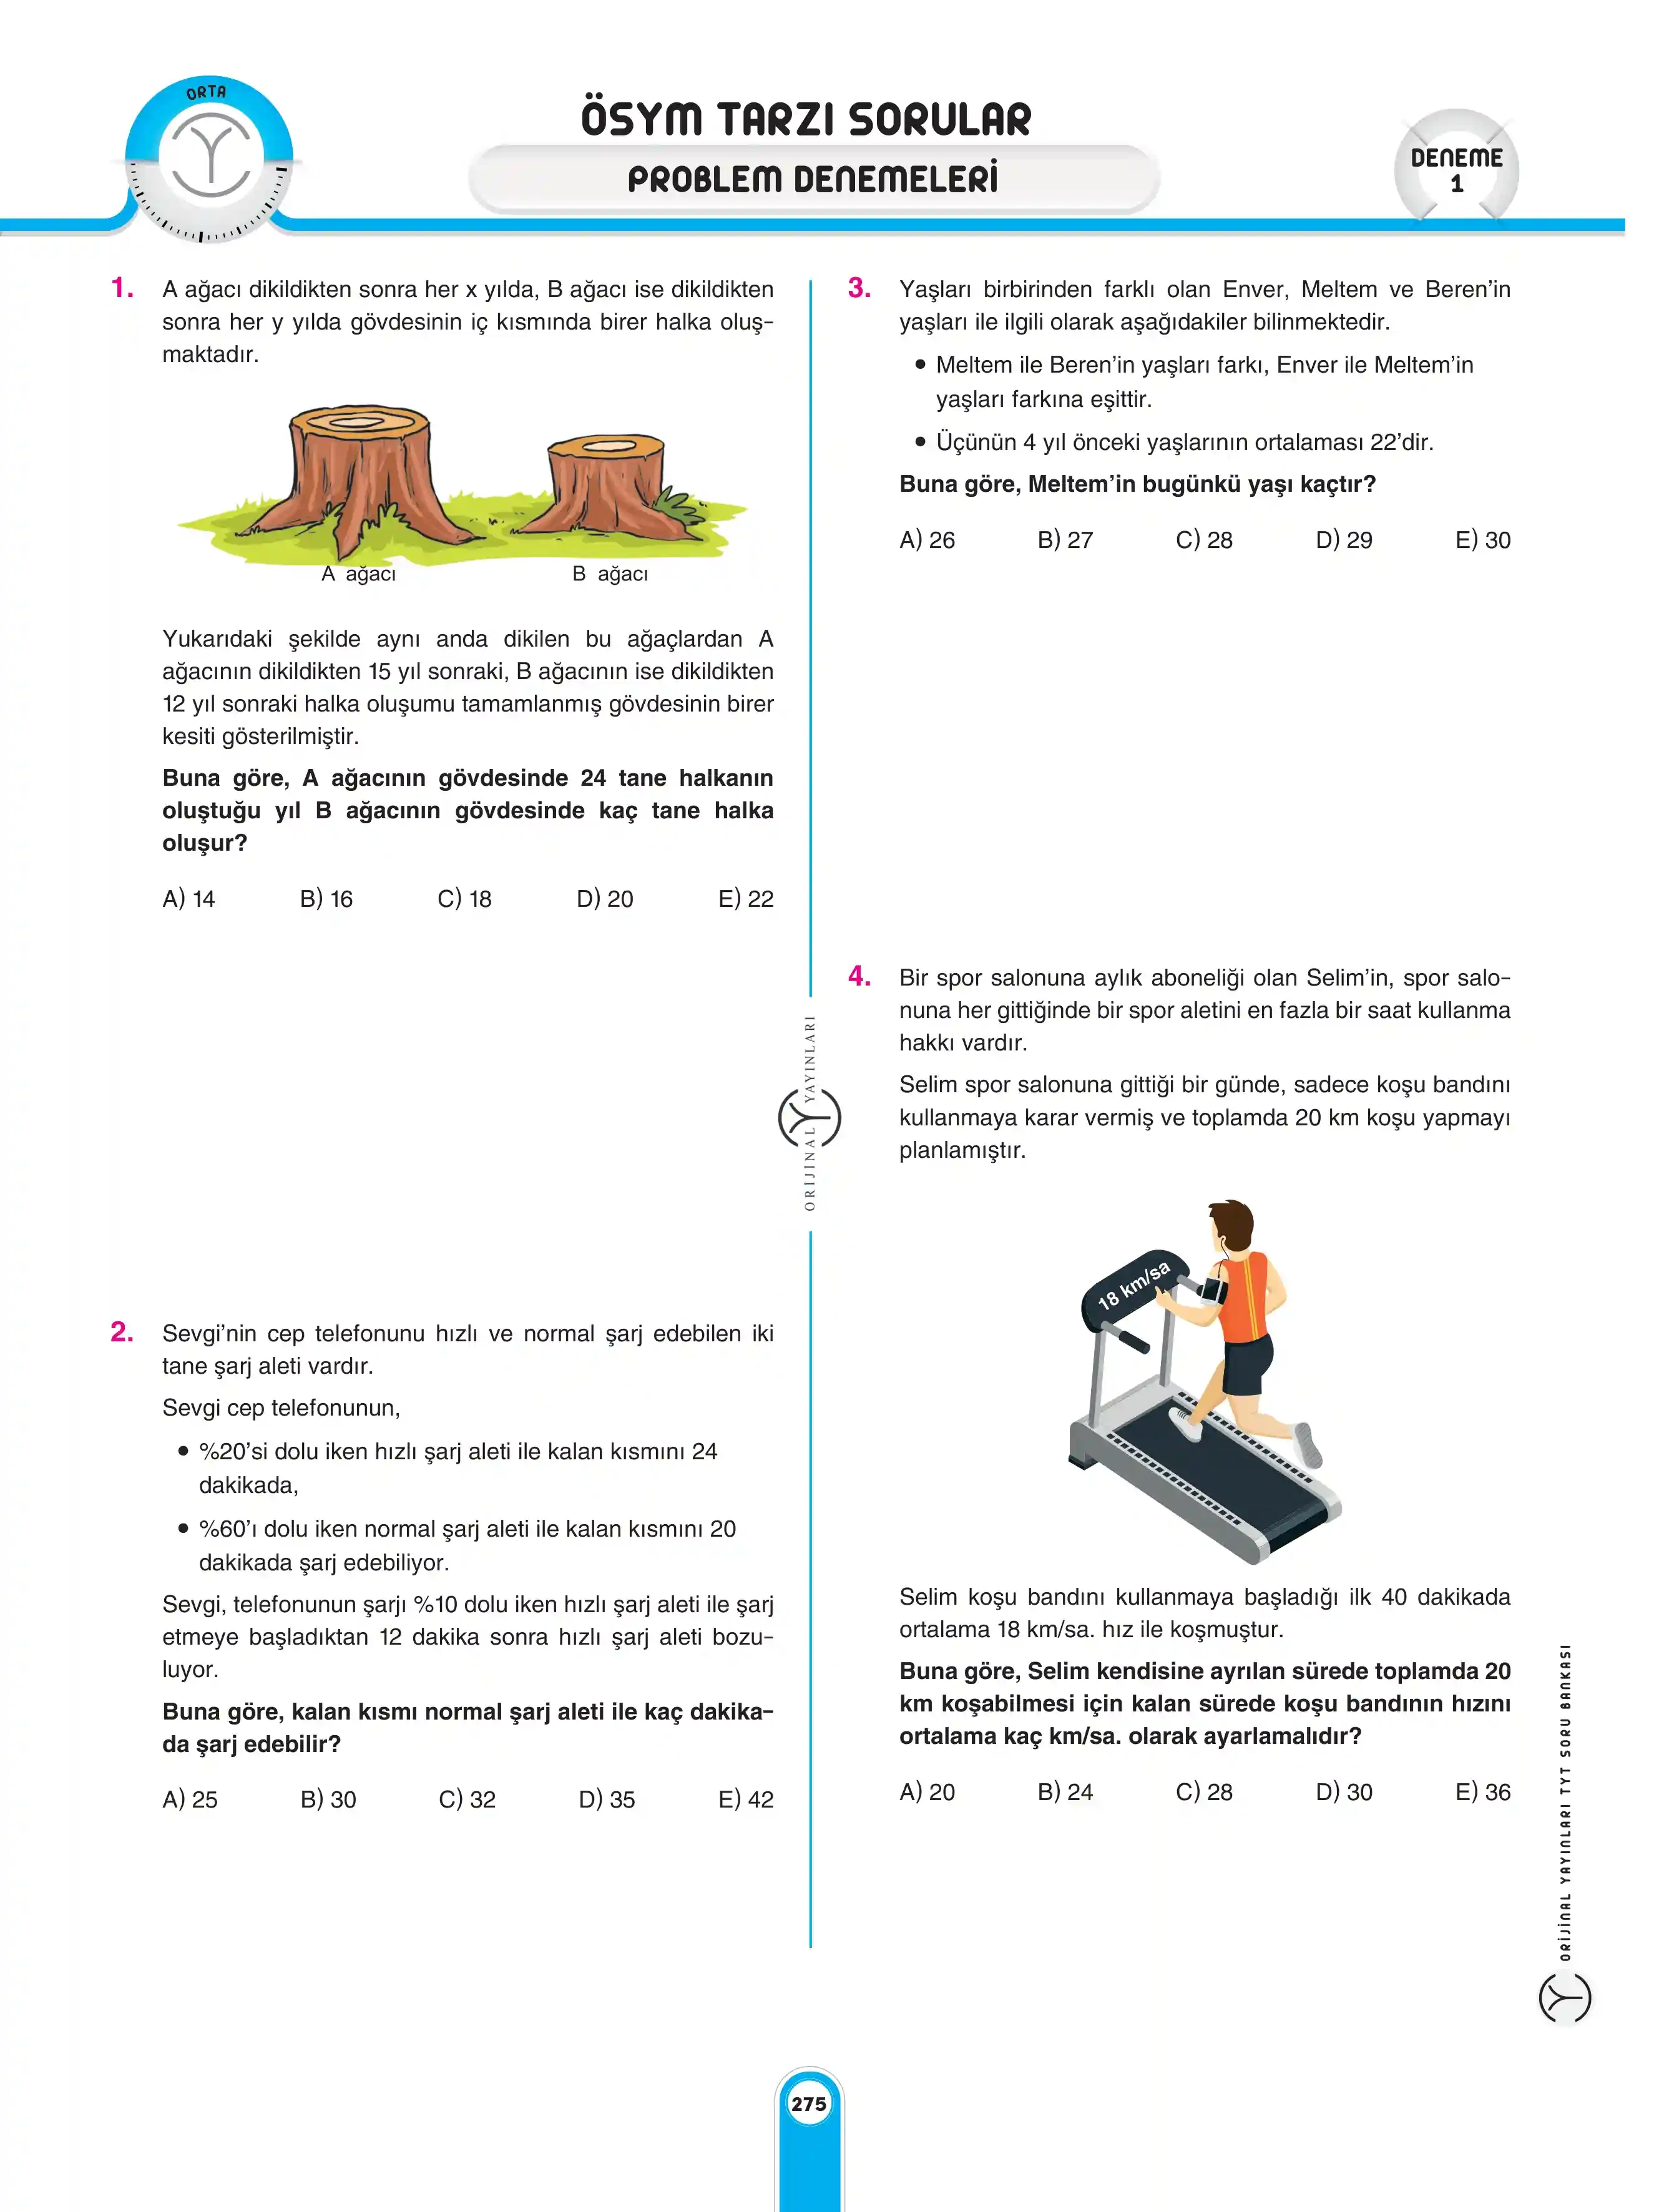 ORTA
ÖSYM TARZI SORULAR
PROBLEM DENEMELERİ
DENEME
1
1. A ağacı dikildikten sonra her x yılda, B ağacı ise dikildikten
sonra her y yılda gövdesinin iç kısmında birer halka oluş-
maktadır.
A ağacı
B ağacı
Yukarıdaki şekilde aynı anda dikilen bu ağaçlardan A
ağacının dikildikten 15 yıl sonraki, B ağacının ise dikildikten
12 yıl sonraki halka oluşumu tamamlanmış gövdesinin birer
kesiti gösterilmiştir.
Buna göre, A ağacının gövdesinde 24 tane halkanın
oluştuğu yıl B ağacının gövdesinde kaç tane halka
oluşur?
A) 14 B) 16 C) 18 D) 20 E) 22
2. Sevgi'nin cep telefonunu hızlı ve normal şarj edebilen iki
tane şarj aleti vardır.
Sevgi cep telefonunun,
• %20'si dolu iken hızlı şarj aleti ile kalan kısmını 24
dakikada,
• %60'ı dolu iken normal şarj aleti ile kalan kısmını 20
dakikada şarj edebiliyor.
Sevgi, telefonunun şarjı %10 dolu iken hızlı şarj aleti ile şarj
etmeye başladıktan 12 dakika sonra hızlı şarj aleti bozu-
luyor.
Buna göre, kalan kısmı normal şarj aleti ile kaç dakika-
da şarj edebilir?
A) 25 B) 30 C) 32 D) 35 E) 42
ORİJİNAL YAYINLARI
3. Yaşları birbirinden farklı olan Enver, Meltem ve Beren'in
yaşları ile ilgili olarak aşağıdakiler bilinmektedir.
• Meltem ile Beren'in yaşları farkı, Enver ile Meltem'in
yaşları farkına eşittir.
• Üçünün 4 yıl önceki yaşlarının ortalaması 22'dir.
Buna göre, Meltem'in bugünkü yaşı kaçtır?
A) 26 B) 27 C) 28 D) 29 E) 30
4. Bir spor salonuna aylık aboneliği olan Selim'in, spor salo-
nuna her gittiğinde bir spor aletini en fazla bir saat kullanma
hakkı vardır.
Selim spor salonuna gittiği bir günde, sadece koşu bandını
kullanmaya karar vermiş ve toplamda 20 km koşu yapmayı
planlamıştır.
18 km/sa
Selim koşu bandını kullanmaya başladığı ilk 40 dakikada
ortalama 18 km/sa. hız ile koşmuştur.
Buna göre, Selim kendisine ayrılan sürede toplamda 20
km koşabilmesi için kalan sürede koşu bandının hızını
ortalama kaç km/sa. olarak ayarlamalıdır?
A) 20 B) 24 C) 28 D) 30 E) 36
ORİJİNAL YAYINLARI TYT SORU BANKASI
275